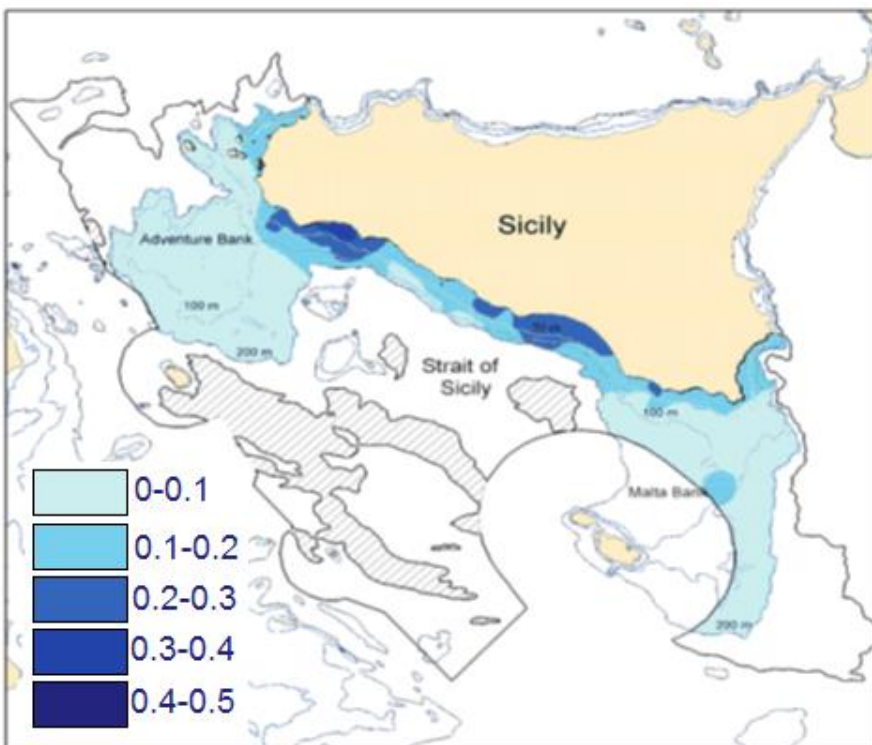 Sicily
Adventure Bank
100 m
200 m
50 m
Strait of
Sicily
100 m
Malta Bank
200 m
0-0.1
0.1-0.2
0.2-0.3
0.3-0.4
0.4-0.5